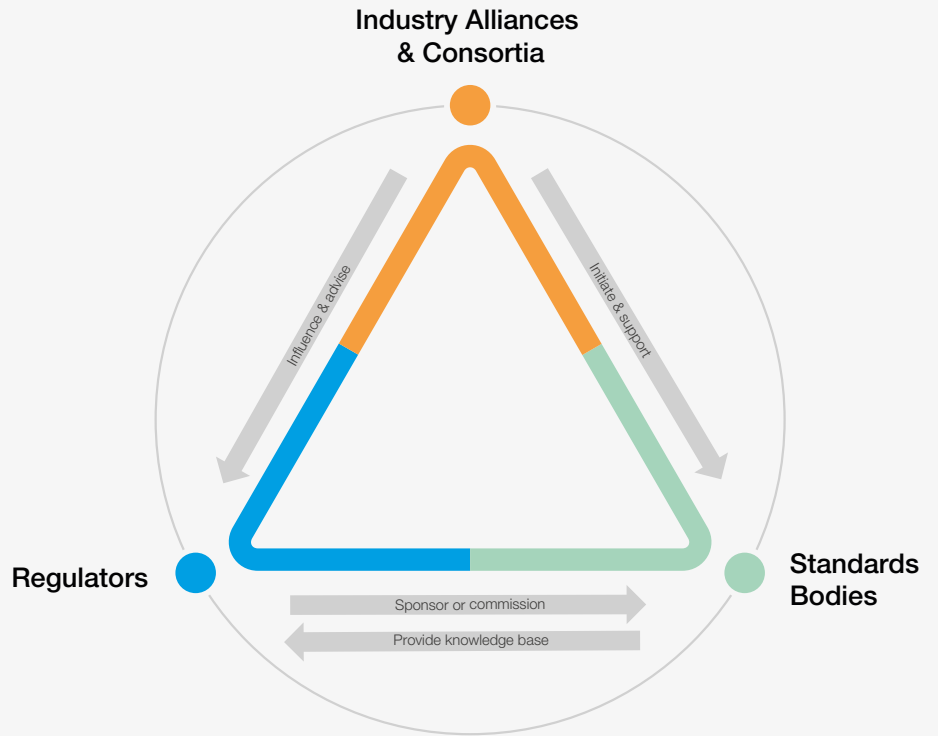 Industry Alliances
& Consortia
Influence & advise
Initiate & support
Regulators
Standards
Bodies
Sponsor or commission
Provide knowledge base